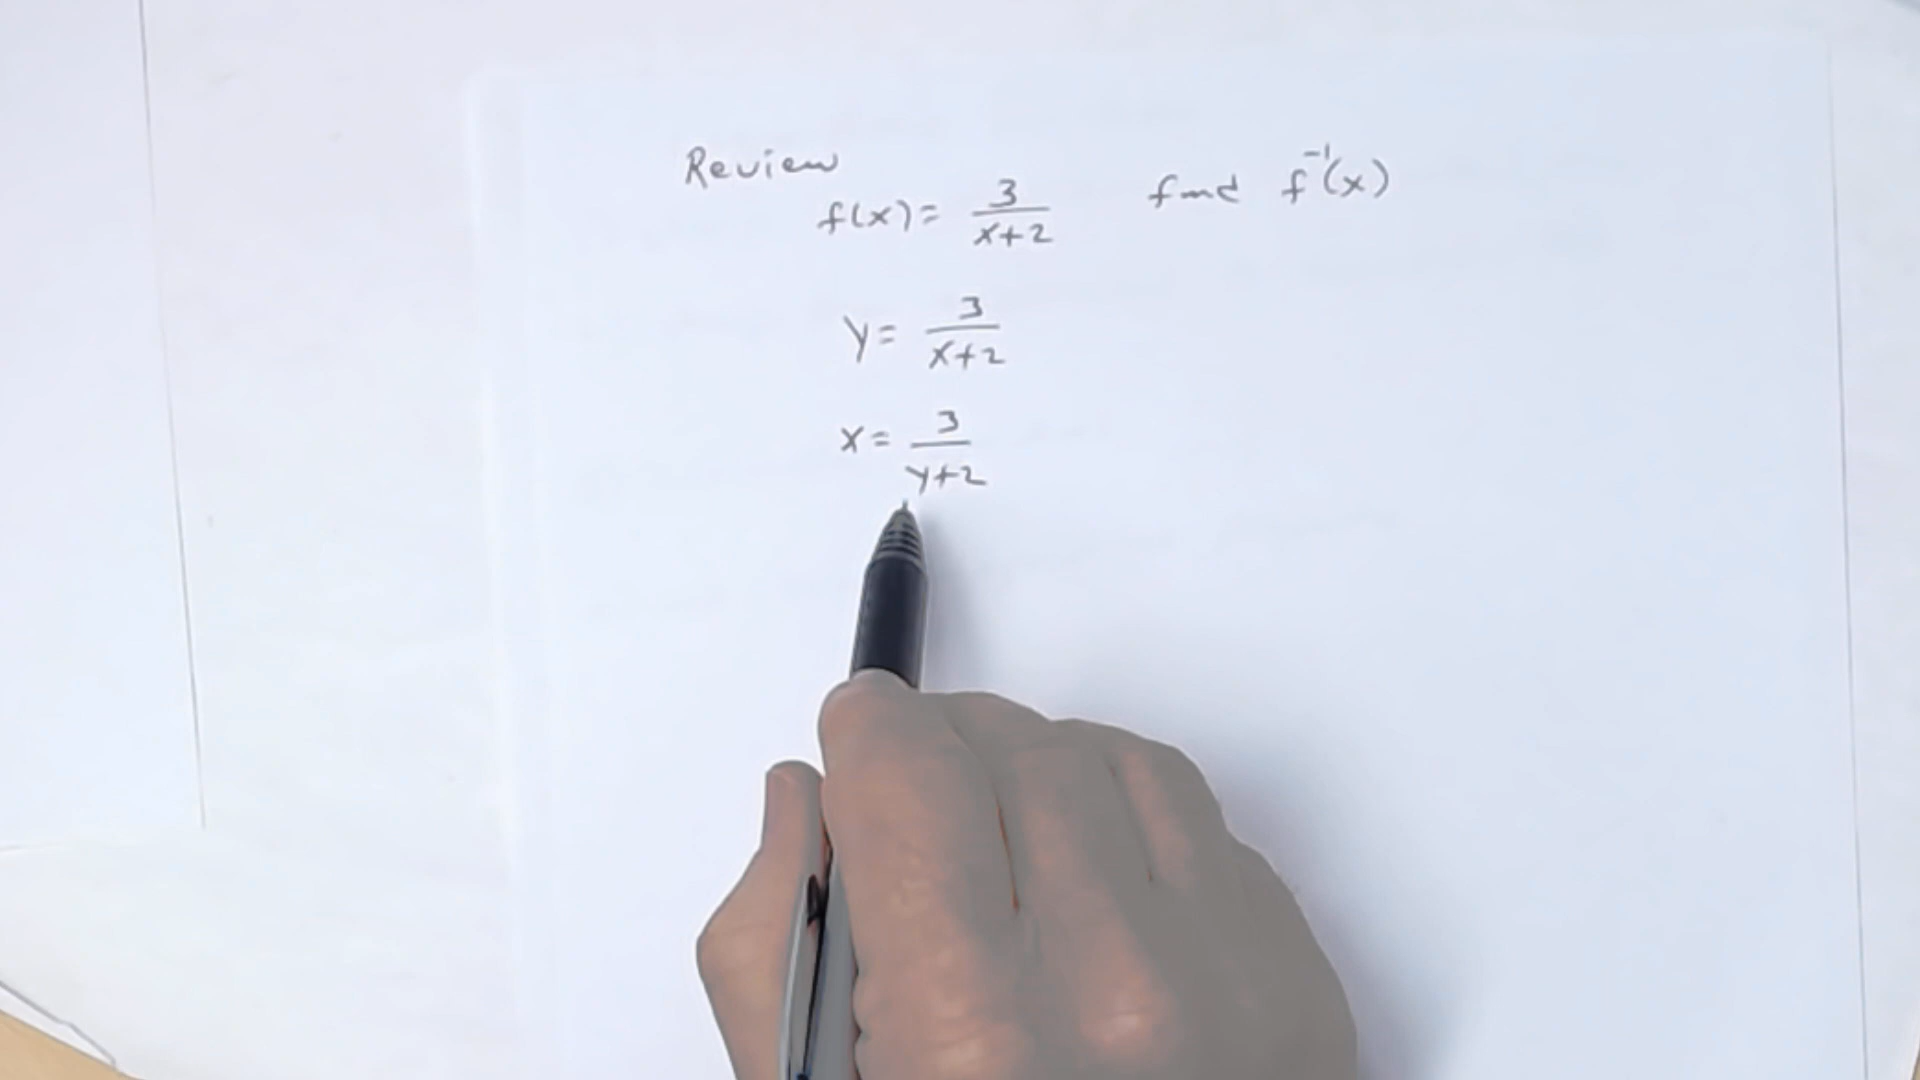 Review
f(x) = 3/(x+2) find f⁻¹(x)
y = 3/(x+2)
x = 3/(y+2)